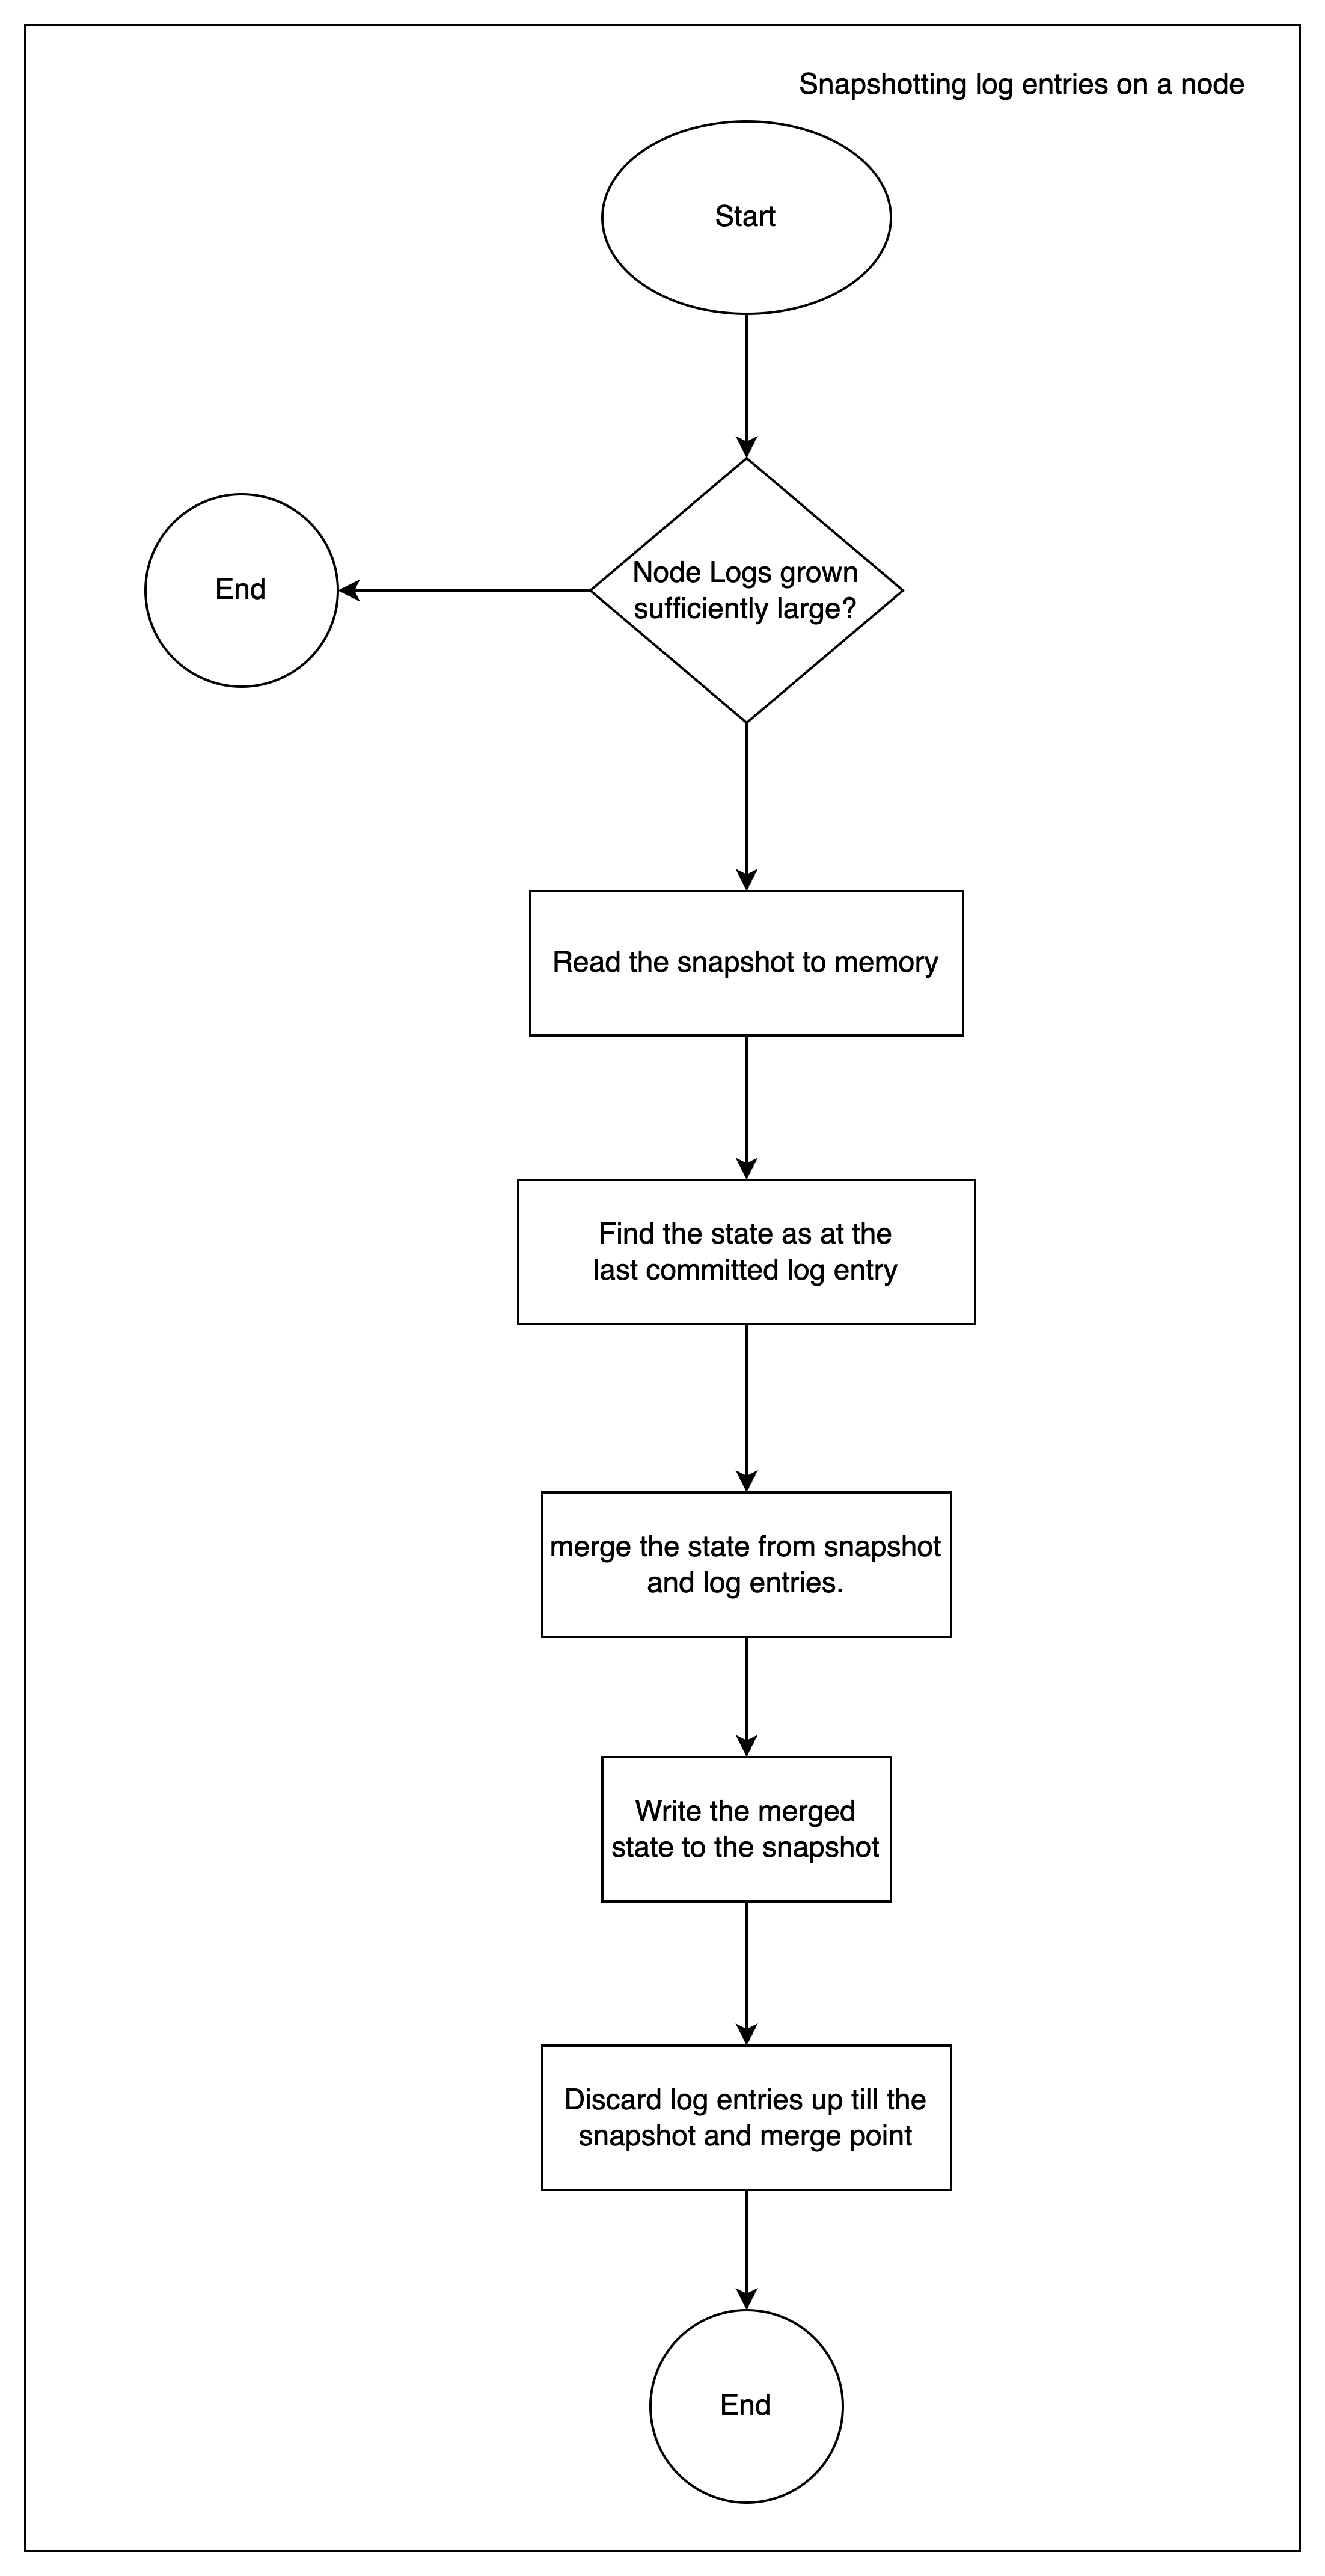 Snapshotting log entries on a node
Start
Node Logs grown
sufficiently large?
End
Read the snapshot to memory
Find the state as at the
last committed log entry
merge the state from snapshot
and log entries.
Write the merged
state to the snapshot
Discard log entries up till the
snapshot and merge point
End